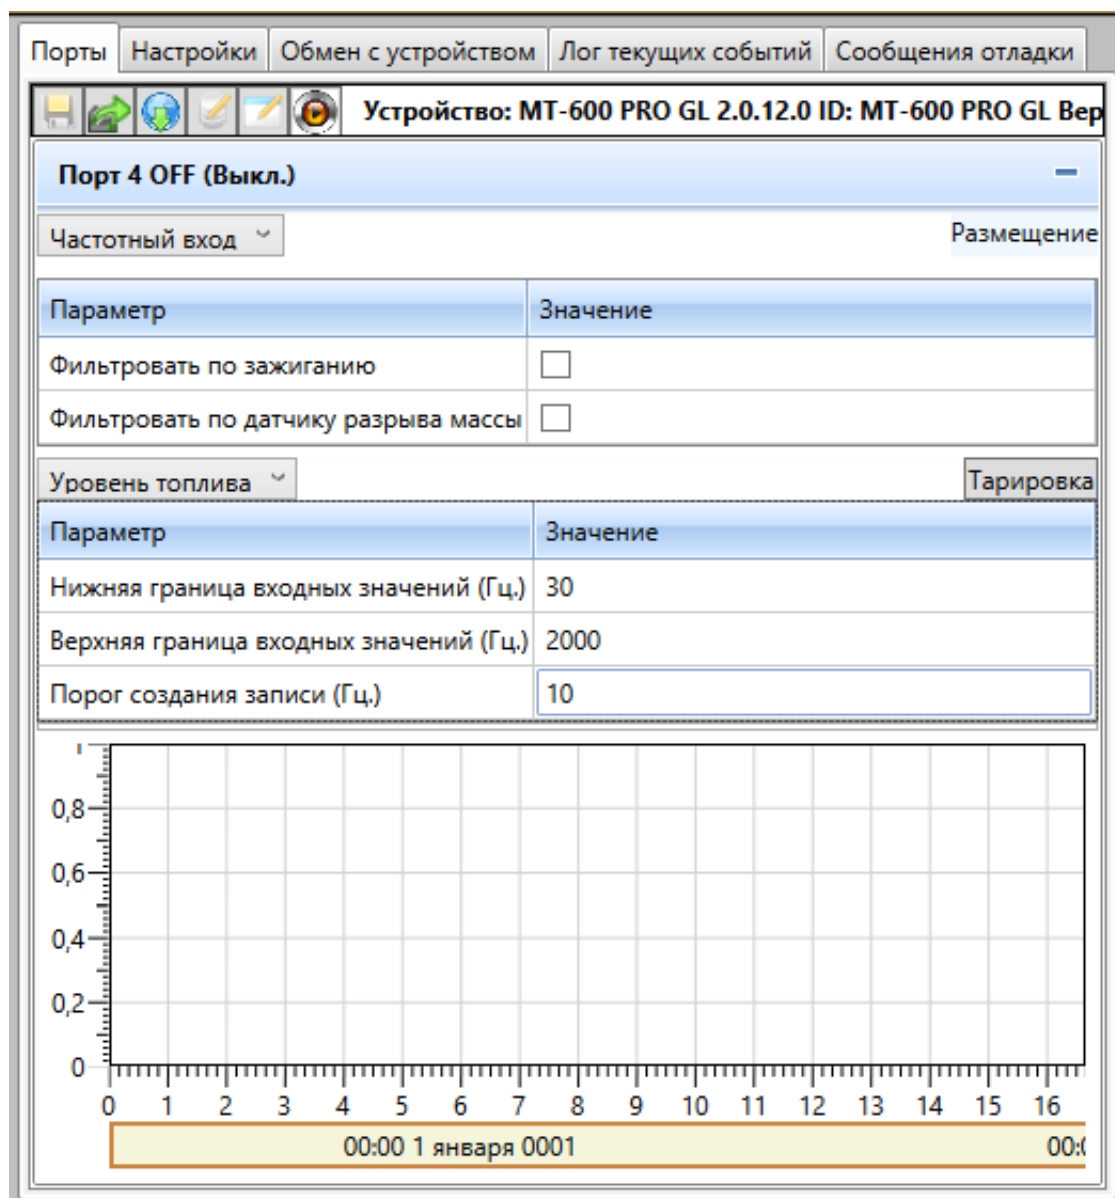 Порты Настройки Обмен с устройством Лог текущих событий Сообщения отладки
Устройство: MT-600 PRO GL 2.0.12.0 ID: MT-600 PRO GL Вер
Порт 4 OFF (Выкл.)
Частотный вход Размещение
Параметр Значение
Фильтровать по зажиганию
Фильтровать по датчику разрыва массы
Уровень топлива Тарировка
Параметр Значение
Нижняя граница входных значений (Гц.) 30
Верхняя граница входных значений (Гц.) 2000
Порог создания записи (Гц.) 10
1
0,8
0,6
0,4
0,2
0
0 1 2 3 4 5 6 7 8 9 10 11 12 13 14 15 16
00:00 1 января 0001 00:0